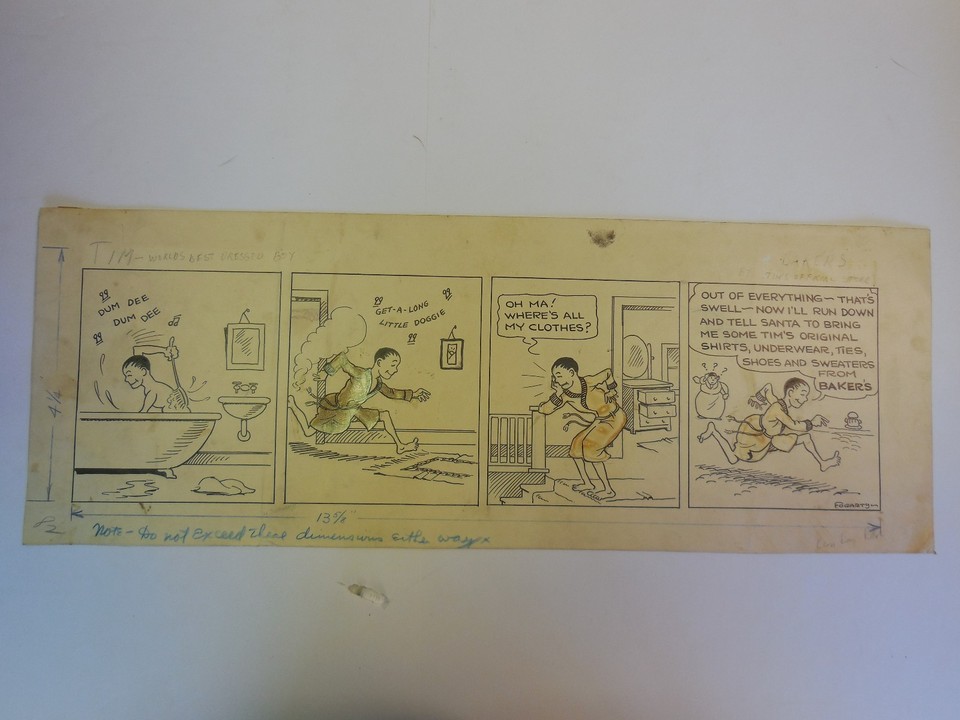 TIM — WORLDS BEST DRESSED BOY
DUM DEE
DUM DEE
GET-A-LONG
LITTLE DOGGIE
OH MA!
WHERE'S ALL
MY CLOTHES?
OUT OF EVERYTHING — THAT'S
SWELL — NOW I'LL RUN DOWN
AND TELL SANTA TO BRING
ME SOME TIM'S ORIGINAL
SHIRTS, UNDERWEAR, TIES,
SHOES AND SWEATERS
FROM
BAKER'S
FOGARTY
4 1/4
13 5/8"
Note - Do not Exceed these dimensions either way x